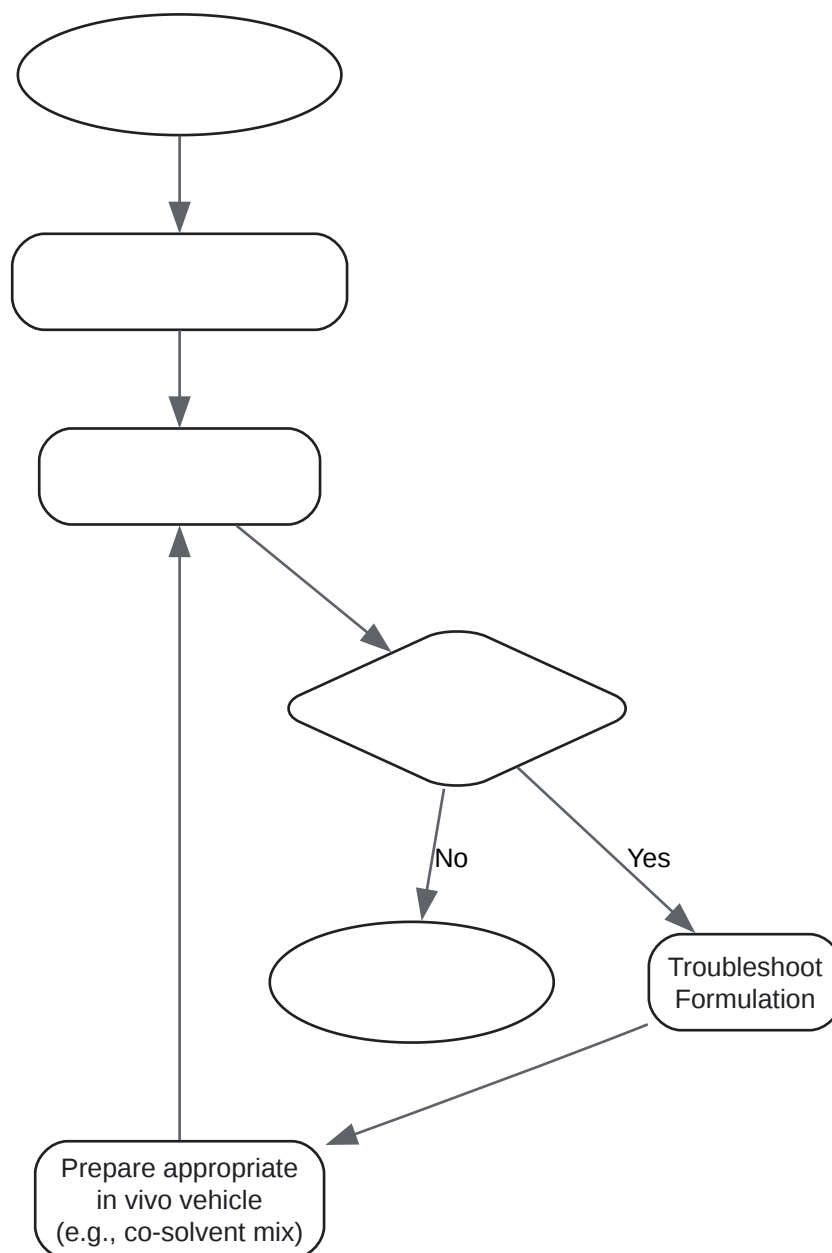 No
Yes
Troubleshoot
Formulation
Prepare appropriate
in vivo vehicle
(e.g., co-solvent mix)